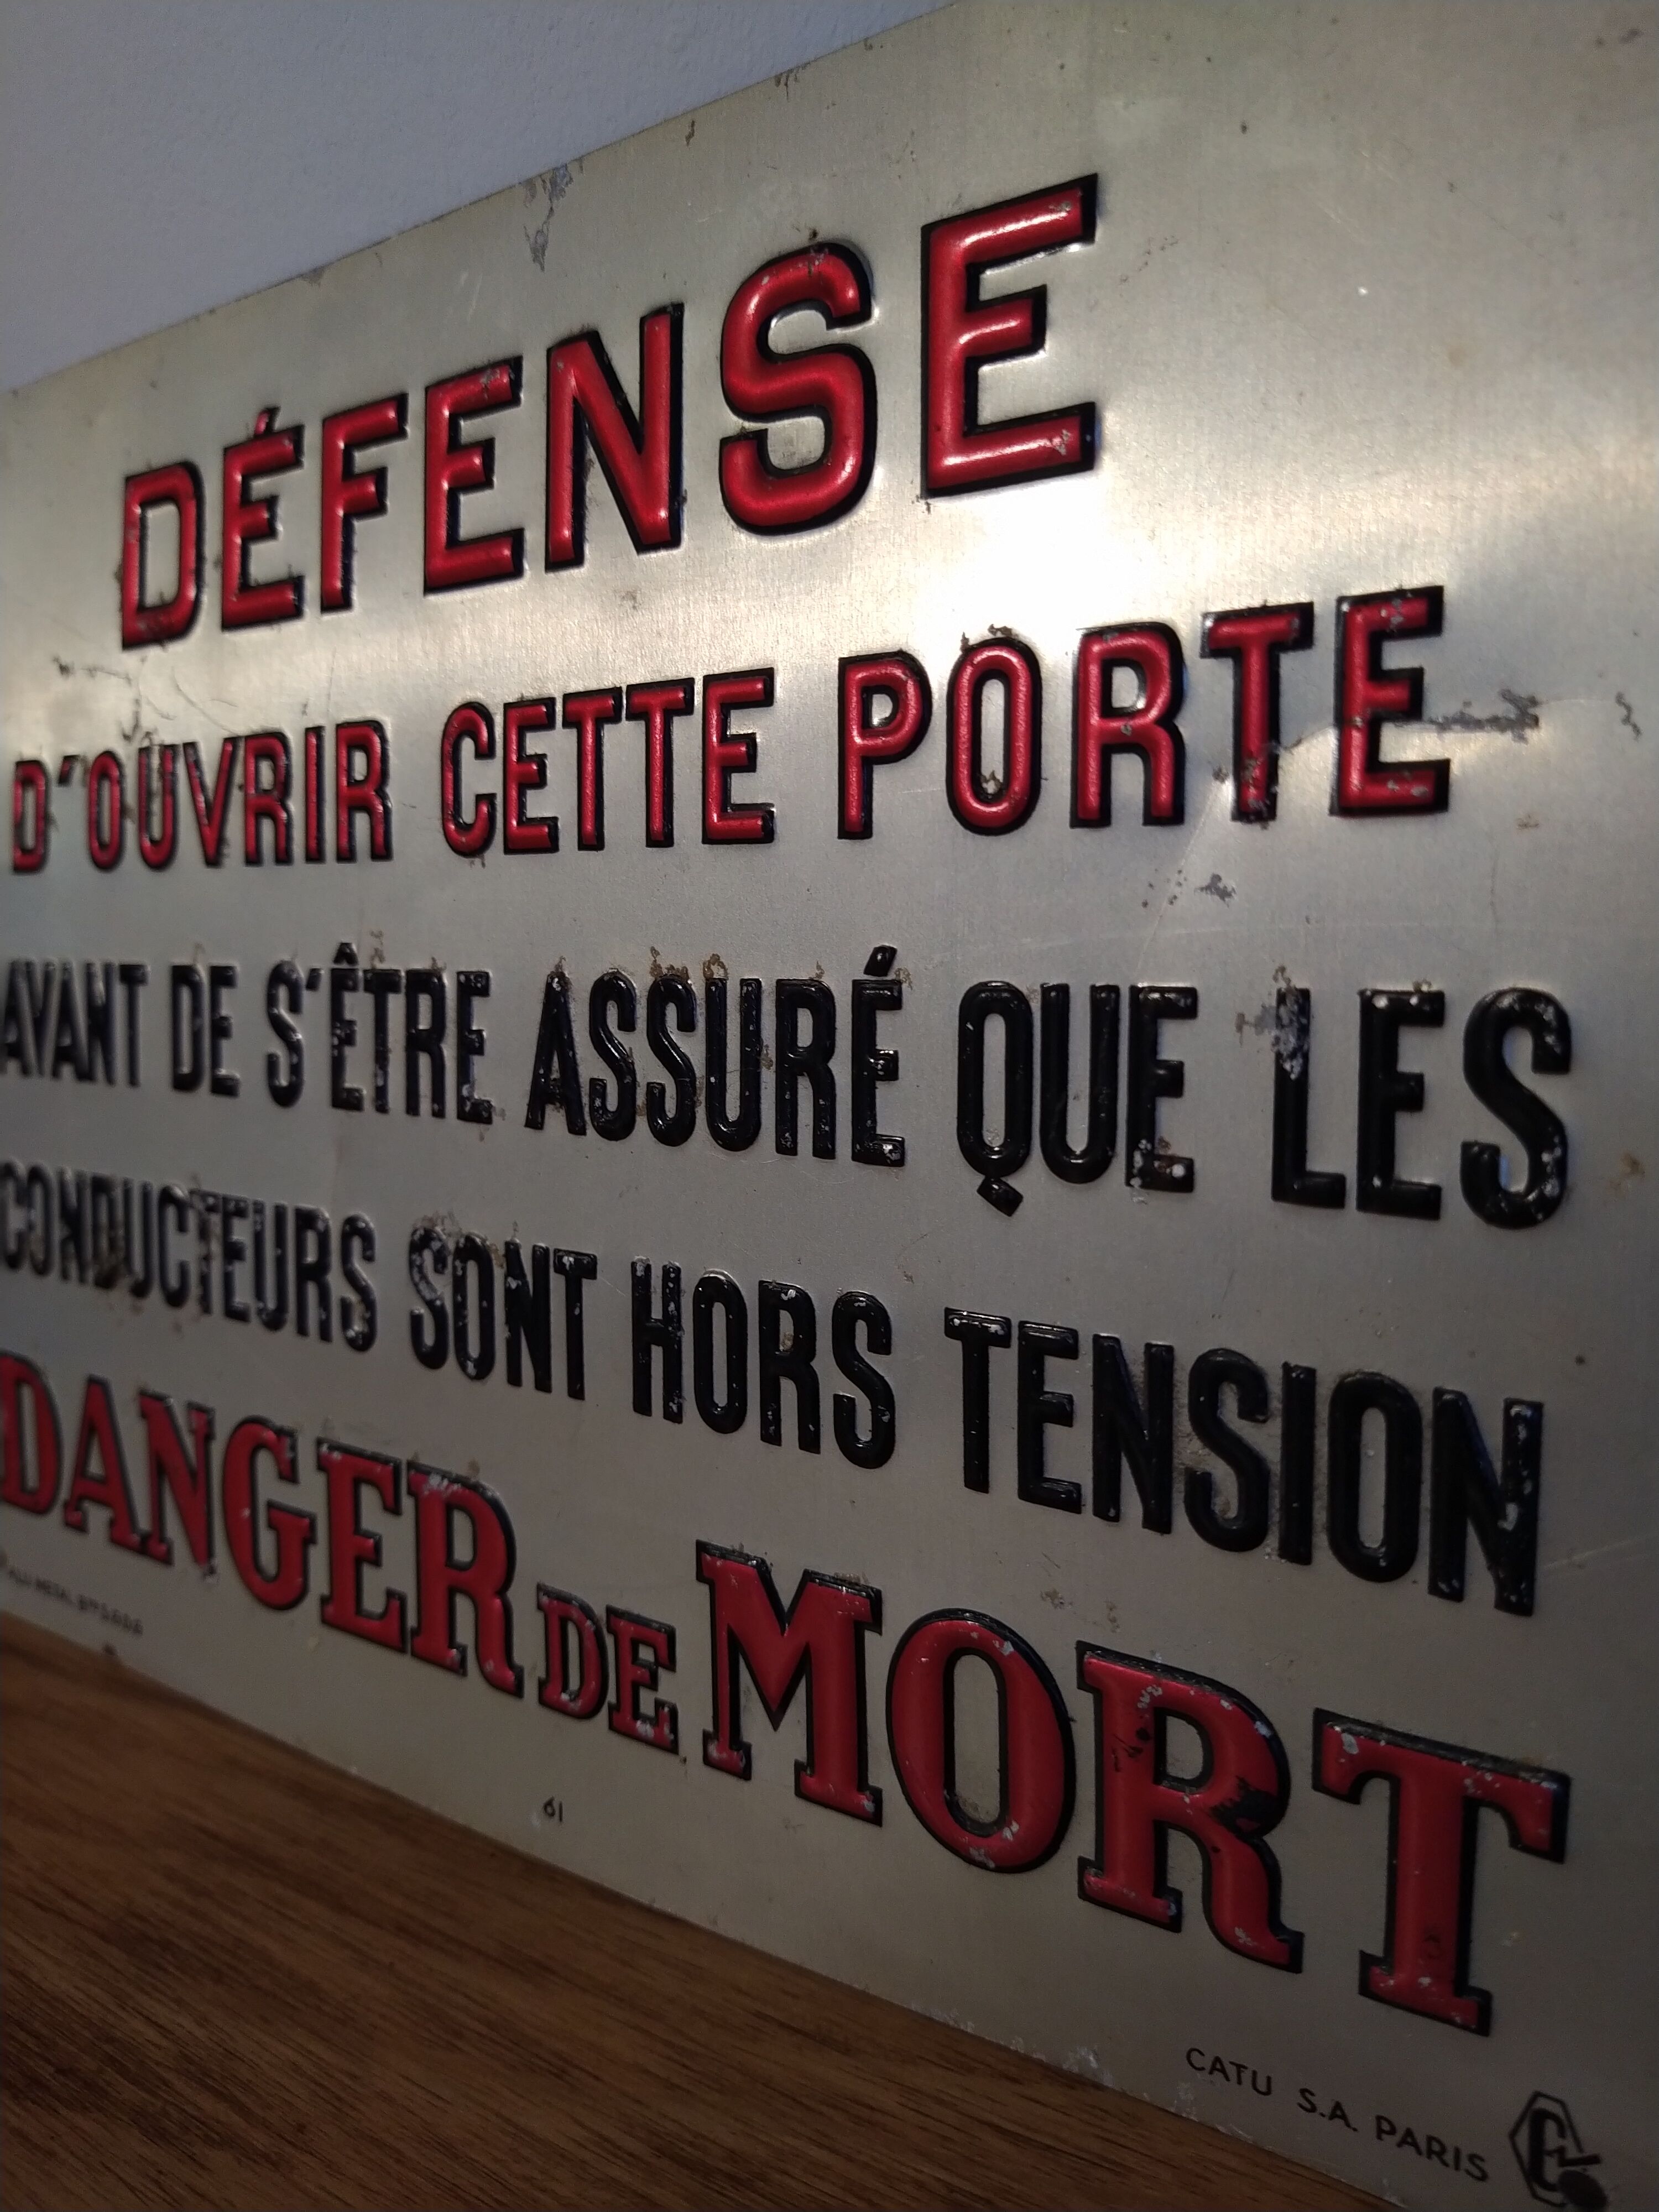 DÉFENSE
D'OUVRIR CETTE PORTE
AVANT DE S'ÊTRE ASSURÉ QUE LES
CONDUCTEURS SONT HORS TENSION
DANGER DE MORT
61
CATU S.A. PARIS